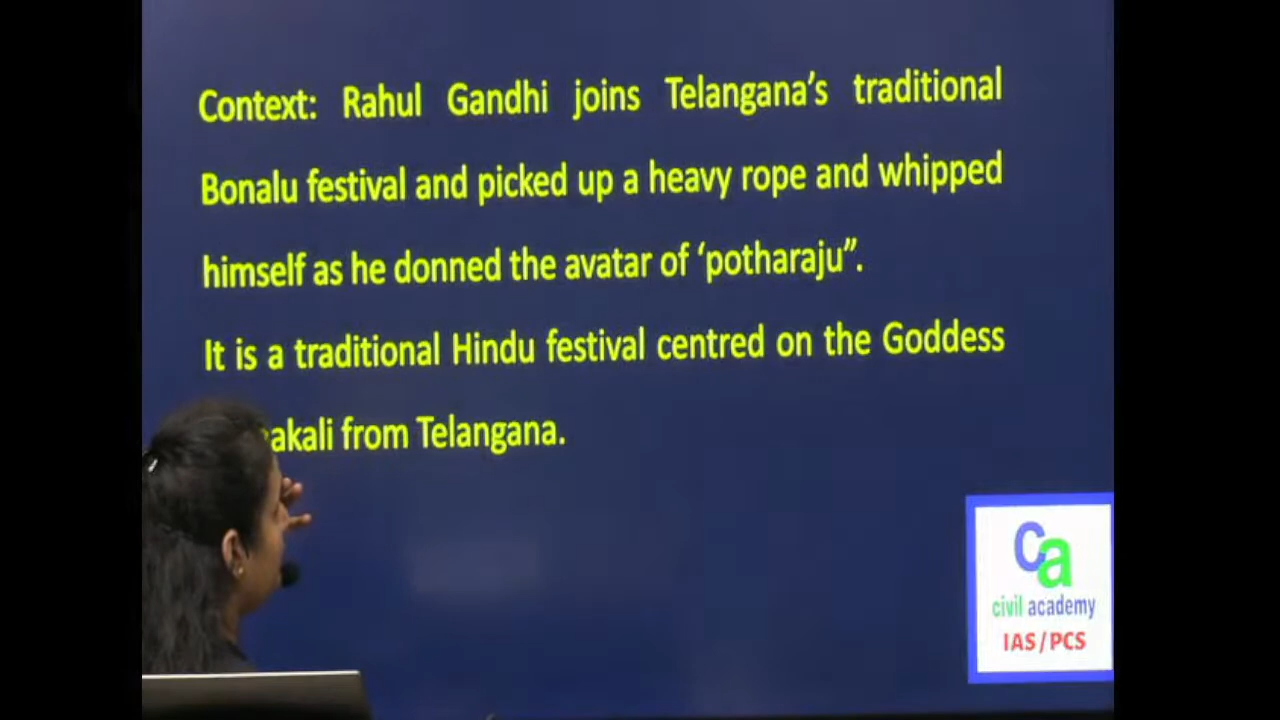 Context: Rahul Gandhi joins Telangana's traditional
Bonalu festival and picked up a heavy rope and whipped
himself as he donned the avatar of 'potharaju”.
It is a traditional Hindu festival centred on the Goddess
from Telangana.
ca
civil academy
IAS/PCS